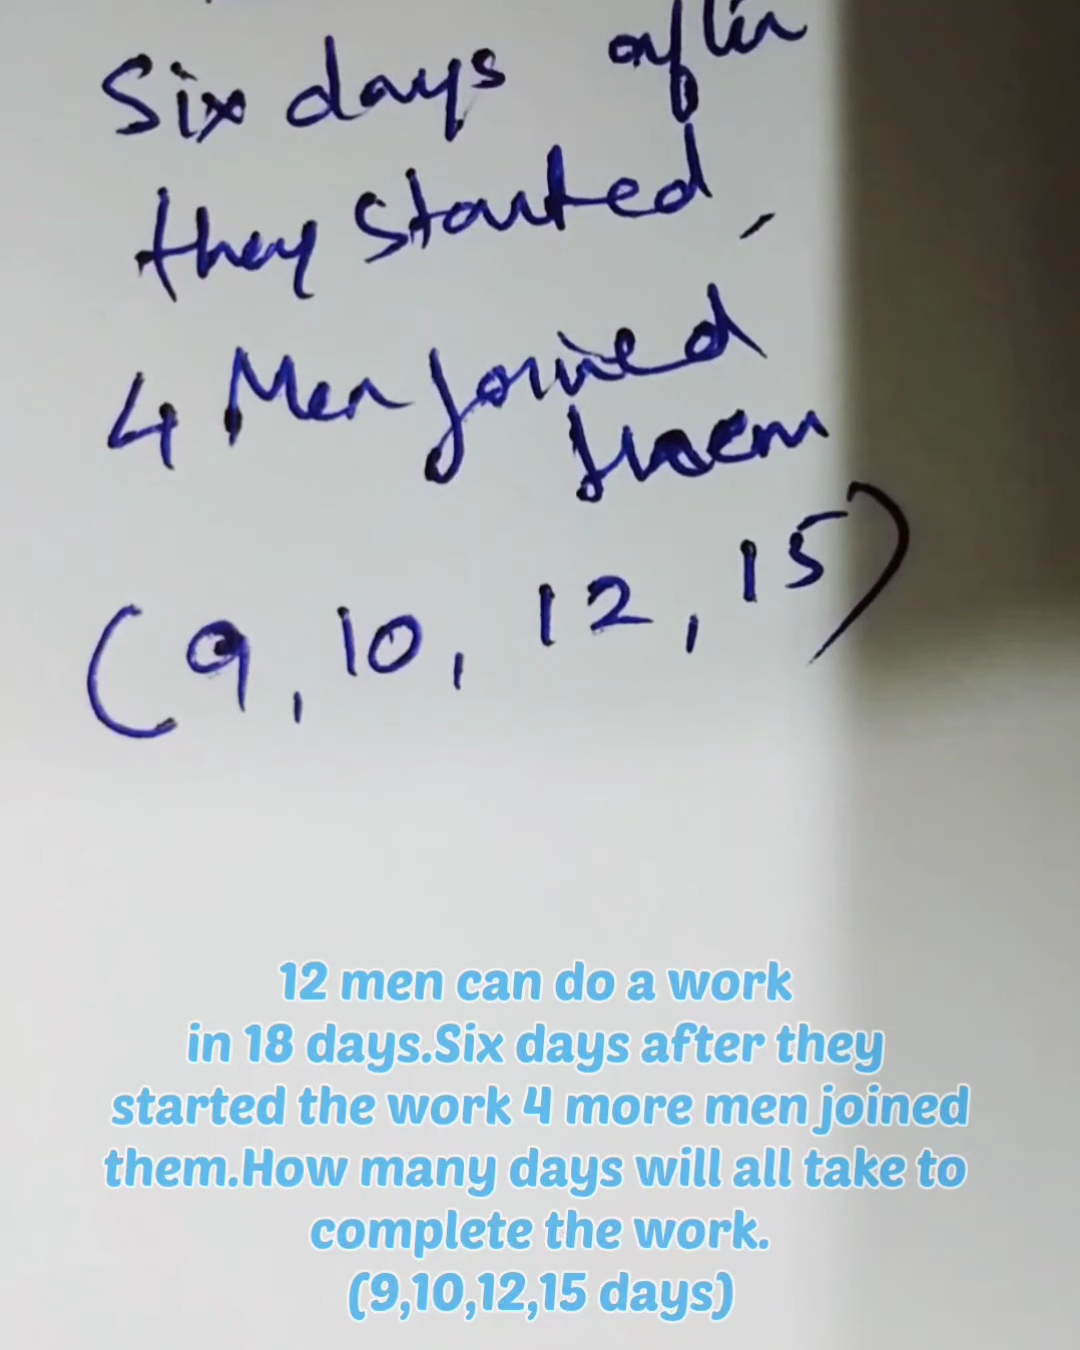 Six days after
they started,
4 Men joined
them
(9, 10, 12, 15)
12 men can do a work
in 18 days.Six days after they
started the work 4 more men joined
them.How many days will all take to
complete the work.
(9,10,12,15 days)